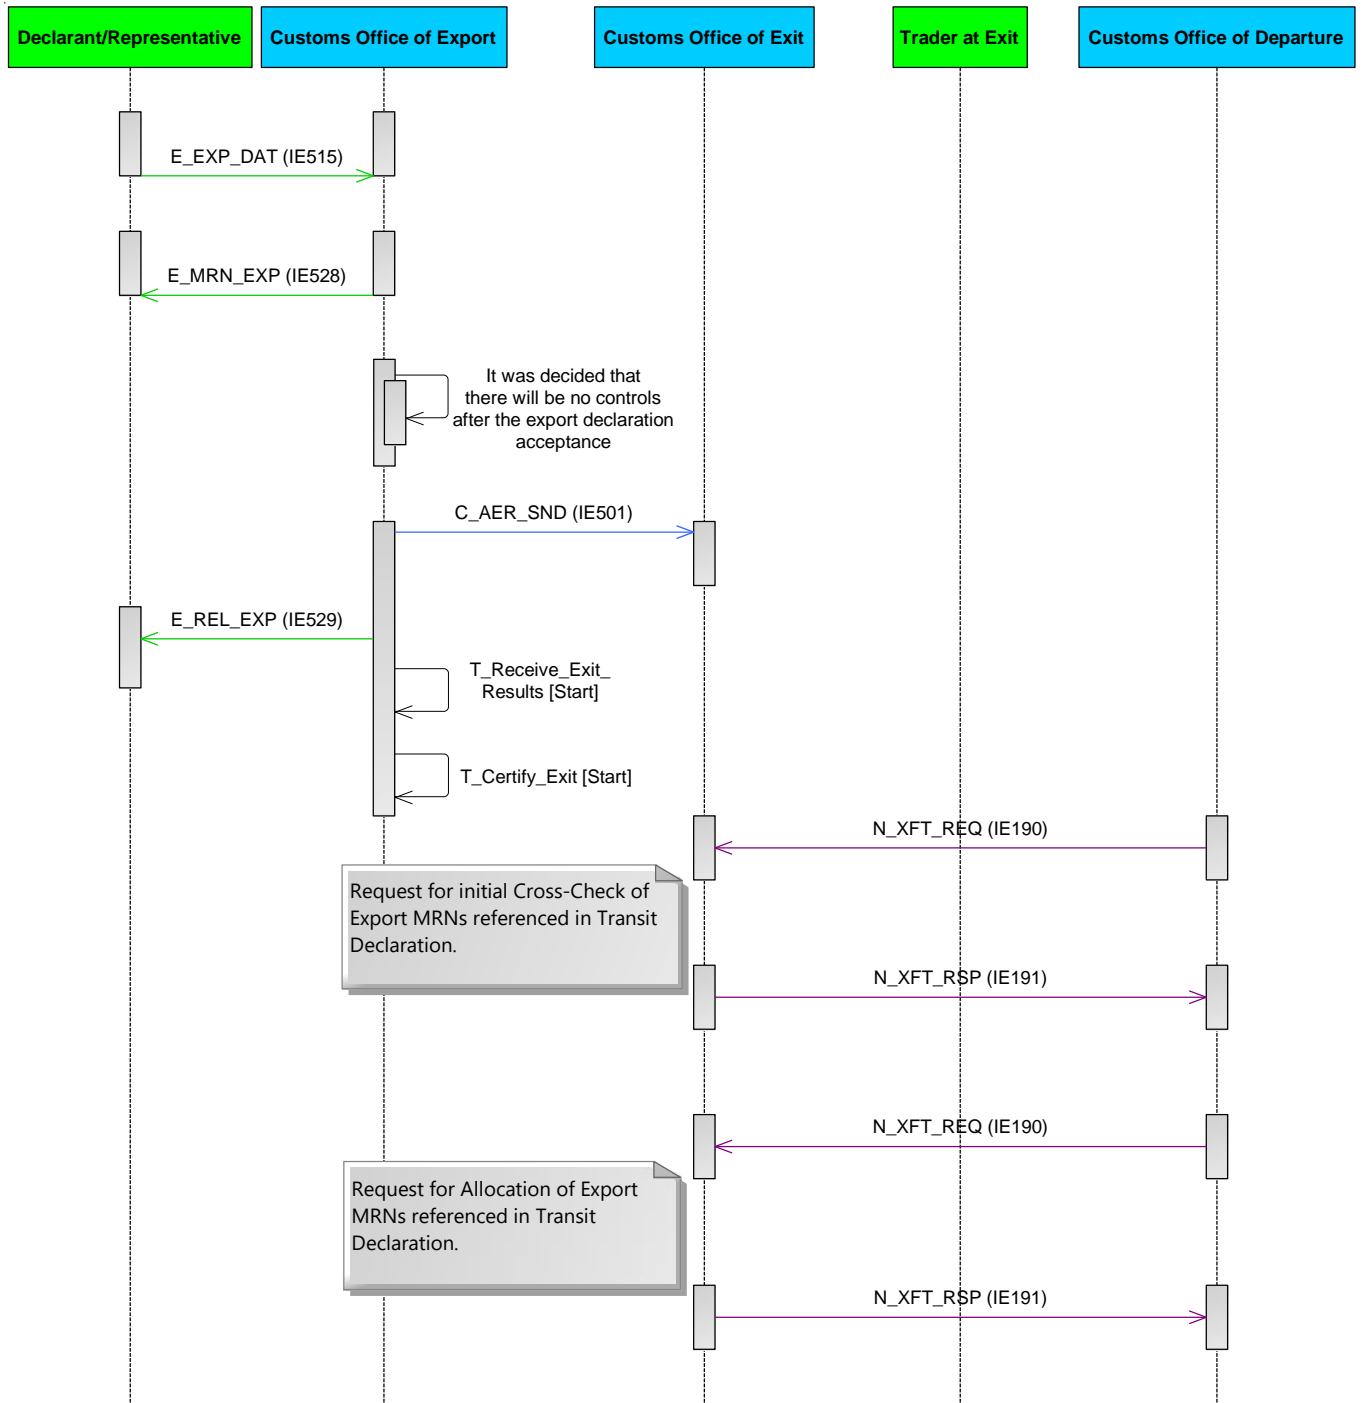 Declarant/Representative
Customs Office of Export
Customs Office of Exit
Trader at Exit
Customs Office of Departure
E_EXP_DAT (IE515)
E_MRN_EXP (IE528)
It was decided that
there will be no controls
after the export declaration
acceptance
C_AER_SND (IE501)
E_REL_EXP (IE529)
T_Receive_Exit_
Results [Start]
T_Certify_Exit [Start]
N_XFT_REQ (IE190)
Request for initial Cross-Check of
Export MRNs referenced in Transit
Declaration.
N_XFT_RSP (IE191)
N_XFT_REQ (IE190)
Request for Allocation of Export
MRNs referenced in Transit
Declaration.
N_XFT_RSP (IE191)